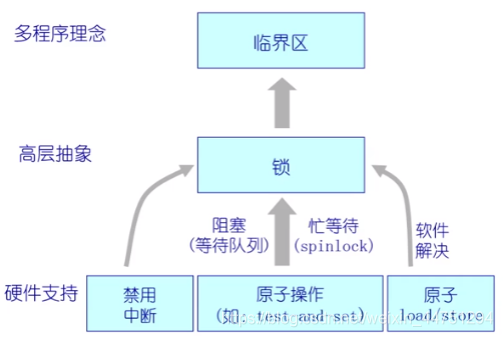 多程序理念
临界区
高层抽象
锁
阻塞
(等待队列)
忙等待
(spinlock)
软件
解决
硬件支持
禁用
中断
原子操作
(如: test-and-set)
原子
load/store